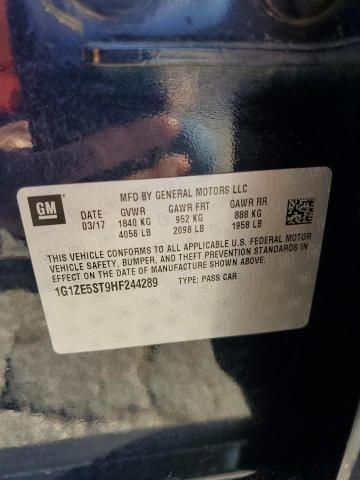 MFD BY GENERAL MOTORS LLC
GM
DATE GVWR GAWR FRT GAWR RR
03/17 1840 KG 952 KG 888 KG
4056 LB 2098 LB 1958 LB
THIS VEHICLE CONFORMS TO ALL APPLICABLE U.S. FEDERAL MOTOR
VEHICLE SAFETY, BUMPER, AND THEFT PREVENTION STANDARDS IN
EFFECT ON THE DATE OF MANUFACTURE SHOWN ABOVE.
1G1ZE5ST9HF244289 TYPE: PASS CAR